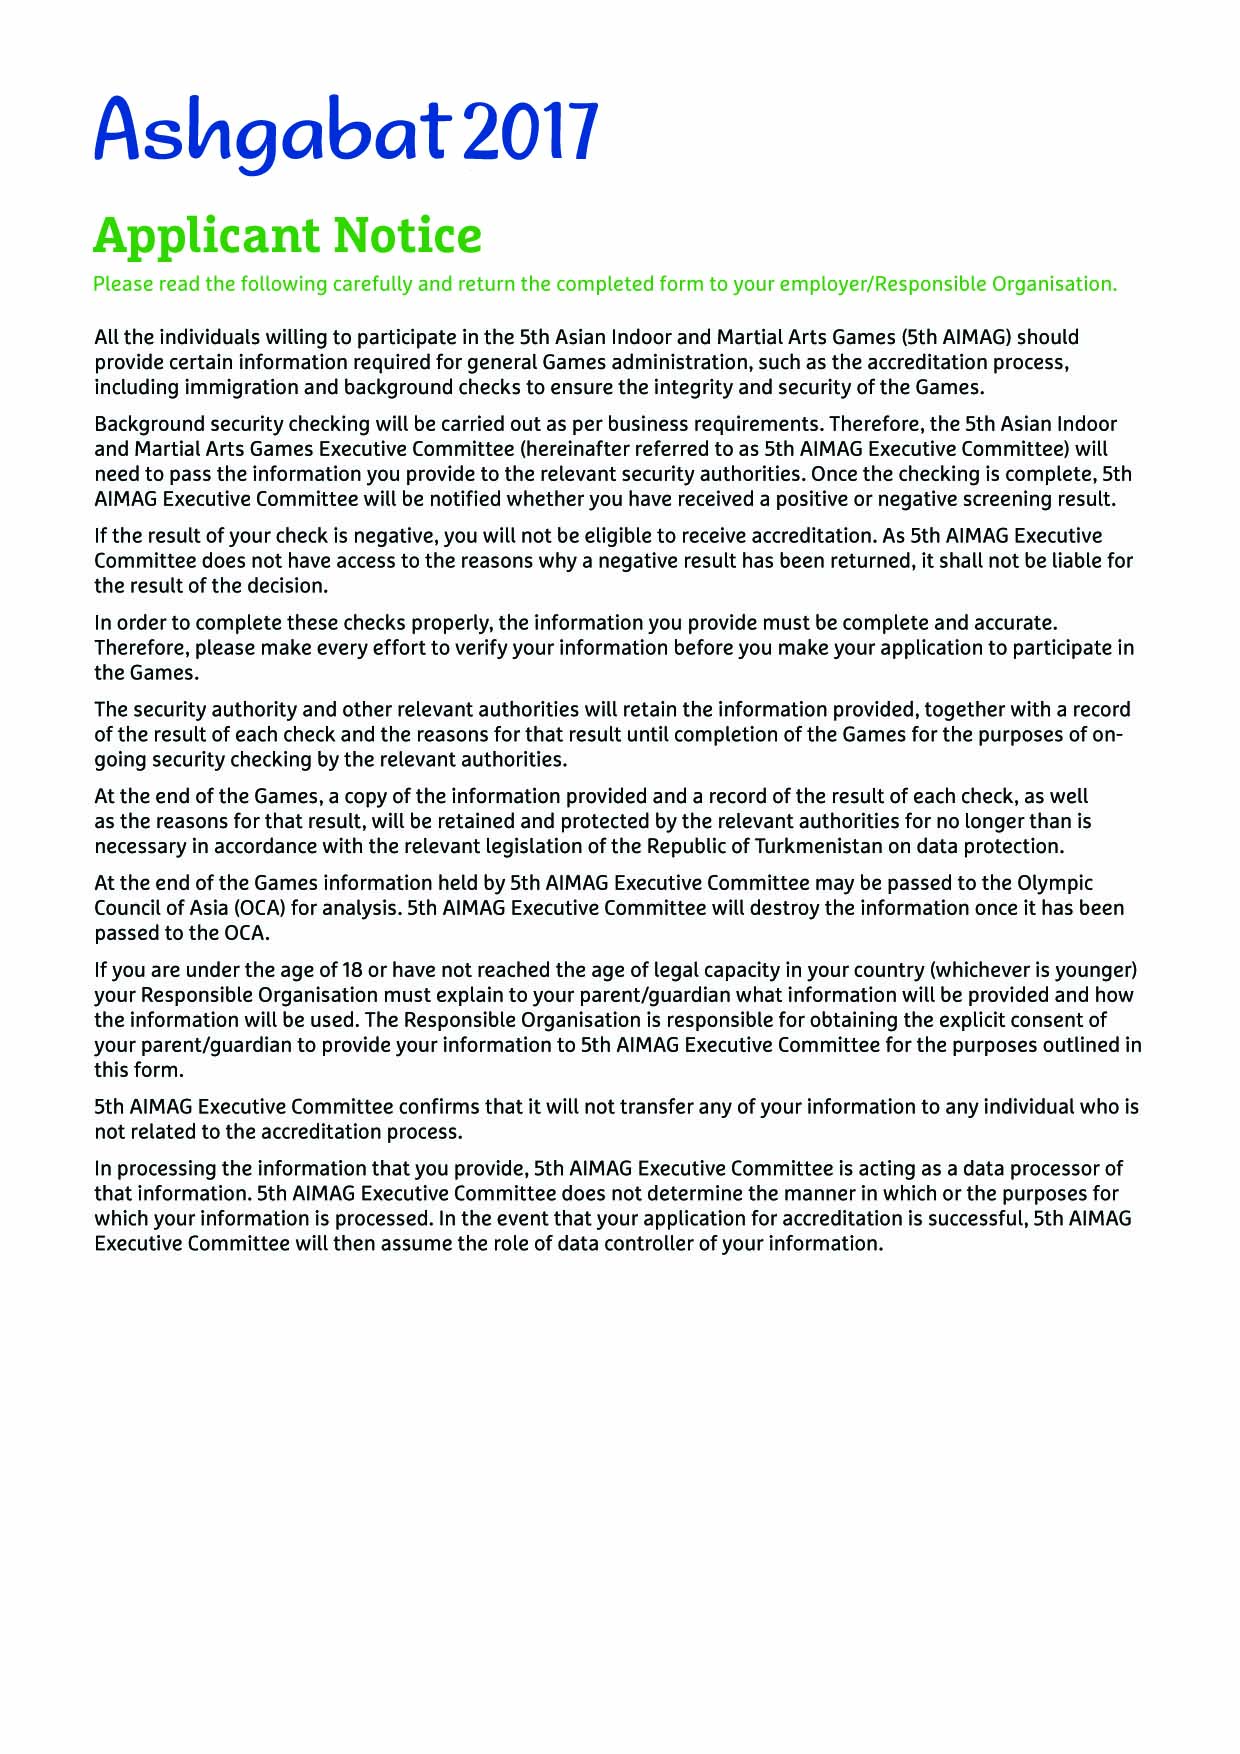 Ashgabat 2017
Applicant Notice
Please read the following carefully and return the completed form to your employer/Responsible Organisation.
All the individuals willing to participate in the 5th Asian Indoor and Martial Arts Games (5th AIMAG) should
provide certain information required for general Games administration, such as the accreditation process,
including immigration and background checks to ensure the integrity and security of the Games.
Background security checking will be carried out as per business requirements. Therefore, the 5th Asian Indoor
and Martial Arts Games Executive Committee (hereinafter referred to as 5th AIMAG Executive Committee) will
need to pass the information you provide to the relevant security authorities. Once the checking is complete, 5th
AIMAG Executive Committee will be notified whether you have received a positive or negative screening result.
If the result of your check is negative, you will not be eligible to receive accreditation. As 5th AIMAG Executive
Committee does not have access to the reasons why a negative result has been returned, it shall not be liable for
the result of the decision.
In order to complete these checks properly, the information you provide must be complete and accurate.
Therefore, please make every effort to verify your information before you make your application to participate in
the Games.
The security authority and other relevant authorities will retain the information provided, together with a record
of the result of each check and the reasons for that result until completion of the Games for the purposes of on-
going security checking by the relevant authorities.
At the end of the Games, a copy of the information provided and a record of the result of each check, as well
as the reasons for that result, will be retained and protected by the relevant authorities for no longer than is
necessary in accordance with the relevant legislation of the Republic of Turkmenistan on data protection.
At the end of the Games information held by 5th AIMAG Executive Committee may be passed to the Olympic
Council of Asia (OCA) for analysis. 5th AIMAG Executive Committee will destroy the information once it has been
passed to the OCA.
If you are under the age of 18 or have not reached the age of legal capacity in your country (whichever is younger)
your Responsible Organisation must explain to your parent/guardian what information will be provided and how
the information will be used. The Responsible Organisation is responsible for obtaining the explicit consent of
your parent/guardian to provide your information to 5th AIMAG Executive Committee for the purposes outlined in
this form.
5th AIMAG Executive Committee confirms that it will not transfer any of your information to any individual who is
not related to the accreditation process.
In processing the information that you provide, 5th AIMAG Executive Committee is acting as a data processor of
that information. 5th AIMAG Executive Committee does not determine the manner in which or the purposes for
which your information is processed. In the event that your application for accreditation is successful, 5th AIMAG
Executive Committee will then assume the role of data controller of your information.